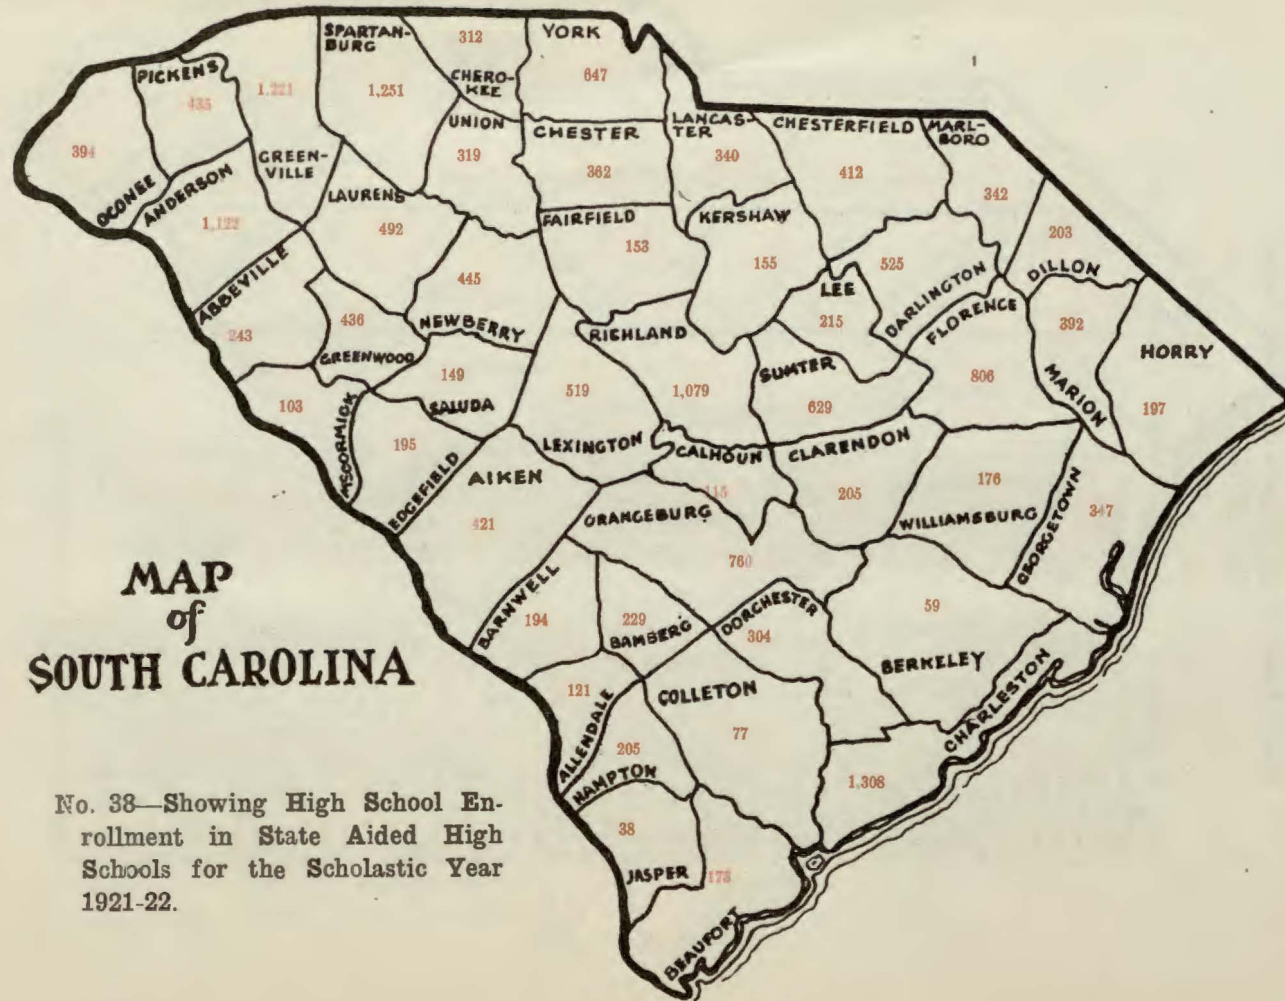 SPARTAN-
BURG
312
YORK
CHERO-
KEE
647
PICKENS
435
1,221
1,251
UNION
CHESTER
LANCAS-
TER
CHESTERFIELD
MARL-
BORO
394
GREEN-
VILLE
319
362
340
412
OCONEE
ANDERSON
LAURENS
342
1,122
492
FAIRFIELD
KERSHAW
203
153
155
525
DILLON
ABBEVILLE
445
LEE
DARLINGTON
FLORENCE
243
436
NEWBERRY
RICHLAND
215
392
HORRY
GREENWOOD
149
SUMTER
806
MARION
103
SALUDA
519
1,079
629
197
McCORMICK
195
LEXINGTON
CALHOUN
CLARENDON
EDGEFIELD
AIKEN
115
205
176
421
ORANGEBURG
WILLIAMSBURG
GEORGETOWN
347
760
BARNWELL
194
229
BAMBERG
DORCHESTER
304
59
BERKELEY
121
COLLETON
CHARLESTON
ALLENDALE
205
77
HAMPTON
1,308
38
JASPER
173
BEAUFORT
MAP
of
SOUTH CAROLINA
No. 38—Showing High School En-
rollment in State Aided High
Schools for the Scholastic Year
1921-22.